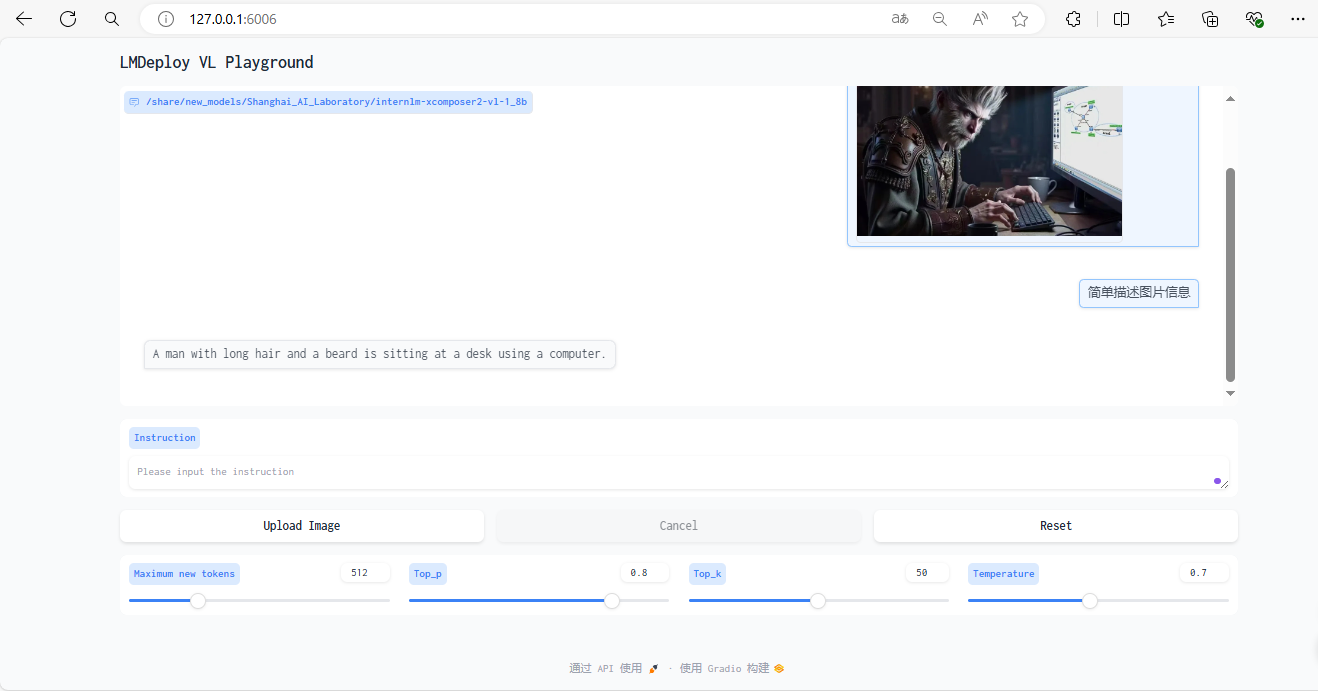 127.0.0.1:6006
LMDeploy VL Playground
/share/new_models/Shanghai_AI_Laboratory/internlm-xcomposer2-vl-1_8b
简单描述图片信息
A man with long hair and a beard is sitting at a desk using a computer.
Instruction
Please input the instruction
Upload Image
Cancel
Reset
Maximum new tokens 512
Top_p 0.8
Top_k 50
Temperature 0.7
通过 API 使用 · 使用 Gradio 构建